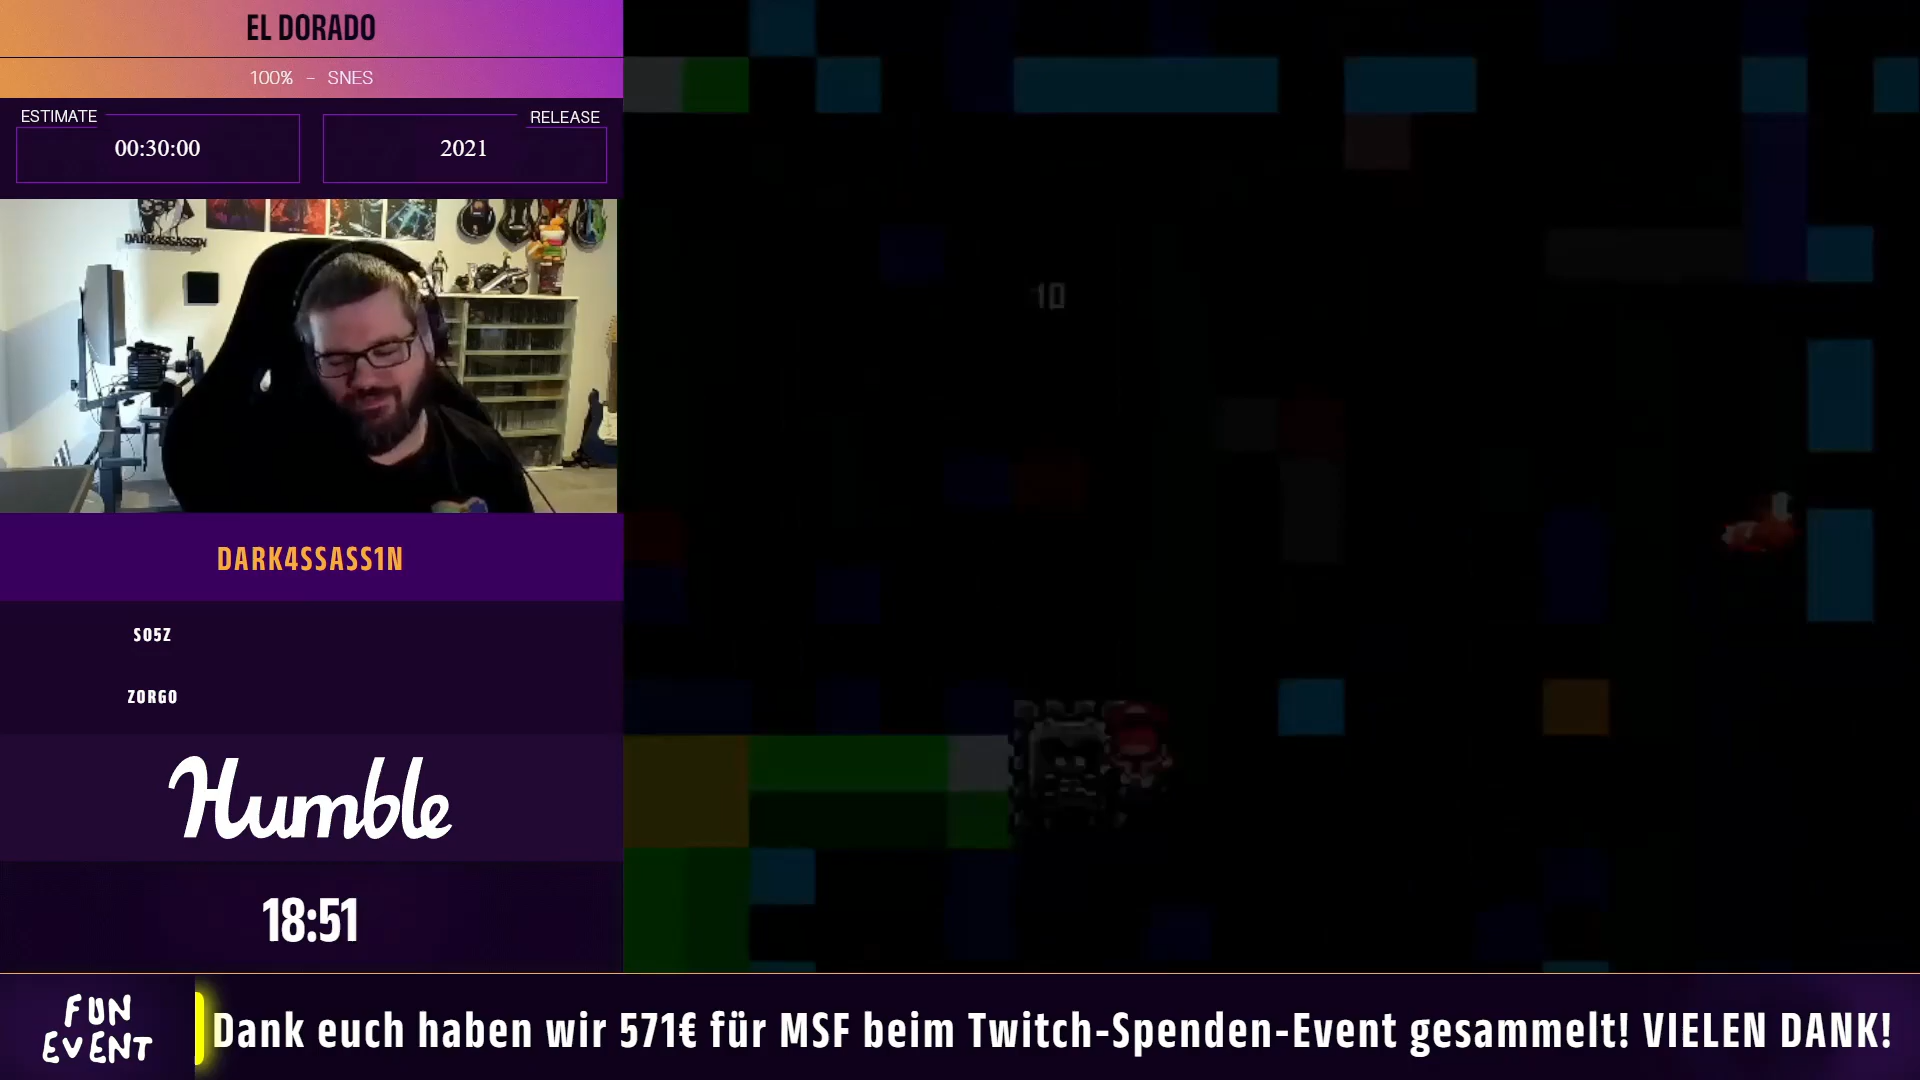 EL DORADO
100% - SNES
ESTIMATE
00:30:00
RELEASE
2021
DARK4SSASS1N
DARK4SSASS1N
SO5Z
ZORGO
Humble
18:51
10
FUN
EVENT
Dank euch haben wir 571€ für MSF beim Twitch-Spenden-Event gesammelt! VIELEN DANK!